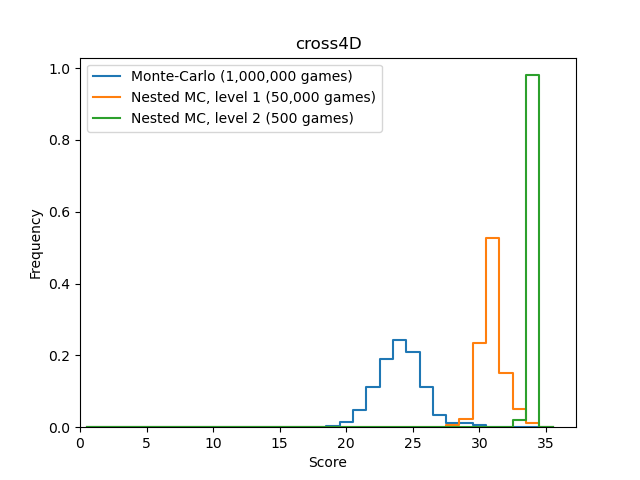 cross4D
Monte-Carlo (1,000,000 games)
Nested MC, level 1 (50,000 games)
Nested MC, level 2 (500 games)
1.0
0.8
0.6
0.4
0.2
0.0
Frequency
0 5 10 15 20 25 30 35
Score